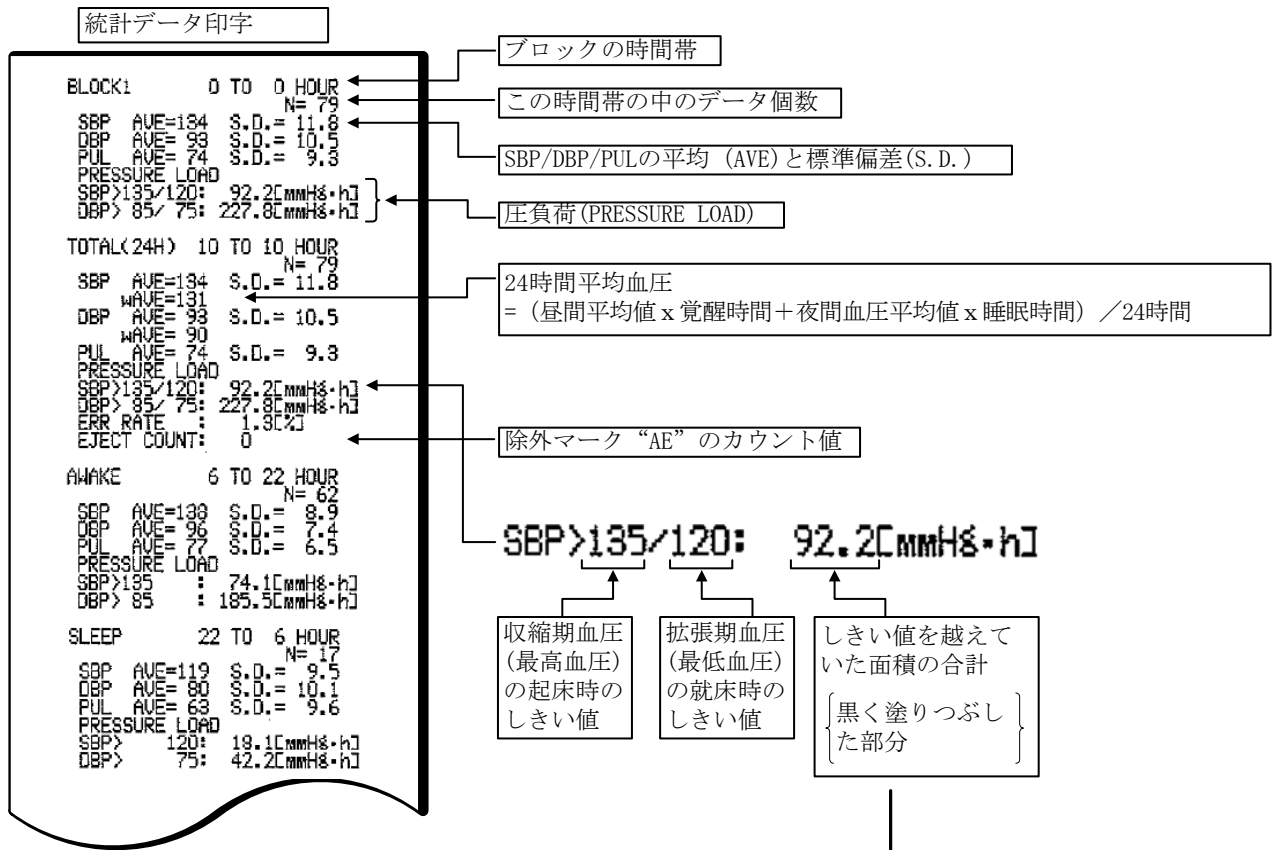 統計データ印字
BLOCK1 0 TO 0 HOUR
N= 79
SBP AVE=134 S.D.= 11.8
DBP AVE= 93 S.D.= 10.5
PUL AVE= 74 S.D.= 9.3
PRESSURE LOAD
SBP>135/120: 92.2[mmHg・h]
DBP> 85/ 75: 227.8[mmHg・h]
TOTAL(24H) 10 TO 10 HOUR
N= 79
SBP AVE=134 S.D.= 11.8
wAVE=131
DBP AVE= 93 S.D.= 10.5
wAVE= 90
PUL AVE= 74 S.D.= 9.3
PRESSURE LOAD
SBP>135/120: 92.2[mmHg・h]
DBP> 85/ 75: 227.8[mmHg・h]
ERR RATE : 1.3[%]
EJECT COUNT: 0
AWAKE 6 TO 22 HOUR
N= 62
SBP AVE=138 S.D.= 8.9
DBP AVE= 96 S.D.= 7.4
PUL AVE= 77 S.D.= 6.5
PRESSURE LOAD
SBP>135 : 74.1[mmHg・h]
DBP> 85 : 185.5[mmHg・h]
SLEEP 22 TO 6 HOUR
N= 17
SBP AVE=119 S.D.= 9.5
DBP AVE= 80 S.D.= 10.1
PUL AVE= 63 S.D.= 9.6
PRESSURE LOAD
SBP> 120: 18.1[mmHg・h]
DBP> 75: 42.2[mmHg・h]
ブロックの時間帯
この時間帯の中のデータ個数
SBP/DBP/PULの平均 (AVE)と標準偏差(S.D.)
圧負荷(PRESSURE LOAD)
24時間平均血圧
= (昼間平均値 x 覚醒時間+夜間血圧平均値 x 睡眠時間) /24時間
除外マーク“AE”のカウント値
SBP>135/120: 92.2[mmHg・h]
収縮期血圧
(最高血圧)
の起床時の
しきい値
拡張期血圧
(最低血圧)
の就床時の
しきい値
しきい値を越えて
いた面積の合計
黒く塗りつぶし
た部分